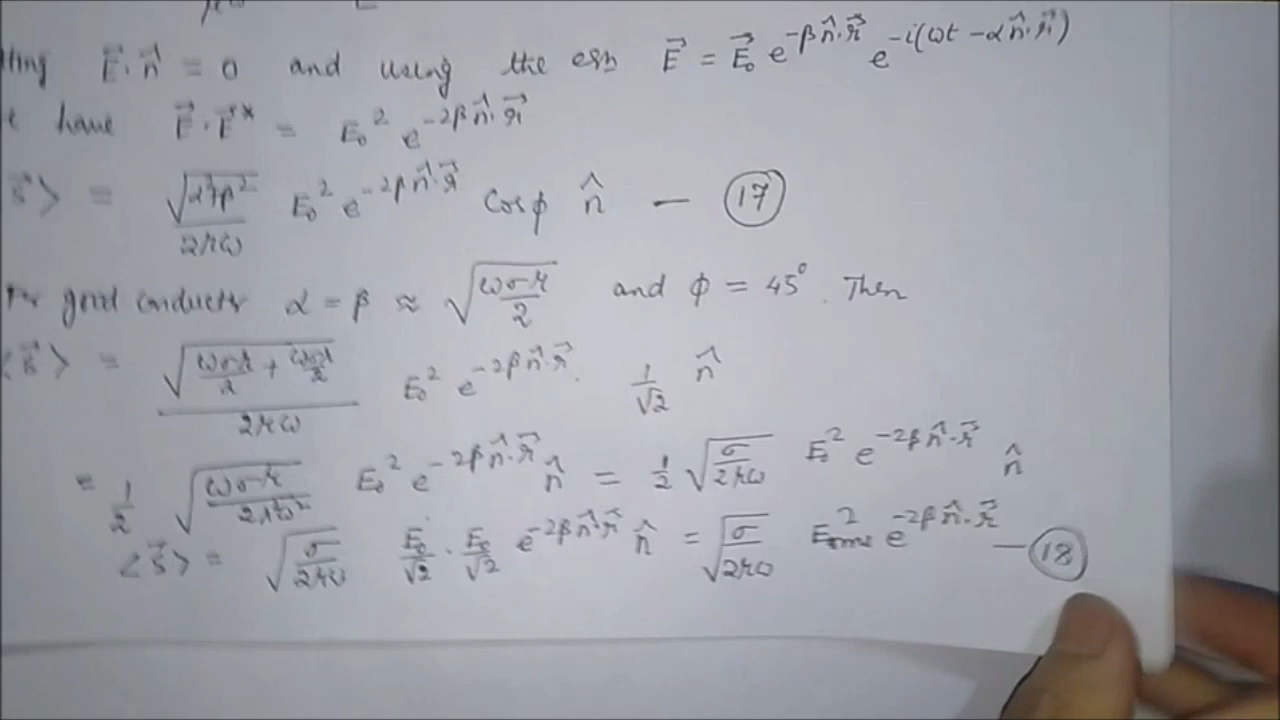 tting E⃗·n̂ = 0 and using the eqn E⃗ = E⃗₀ e^{-βn̂·r⃗} e^{-i(ωt - αn̂·r⃗)}
e have E⃗·E⃗* = E₀² e^{-2βn̂·r⃗}
S⃗> = √(α²+β²)/(2μω) E₀² e^{-2βn̂·r⃗} Cosφ n̂ — (17)
For good conductors α = β ≈ √(ωσμ/2) and φ = 45°. Then
<S⃗> = √(ωσμ/2 + ωσμ/2)/(2μω) E₀² e^{-2βn̂·r⃗}. 1/√2 n̂
= 1/2 √(ωσμ/(2μ²ω²)) E₀² e^{-2βn̂·r⃗} n̂ = 1/2 √(σ/(2μω)) E₀² e^{-2βn̂·r⃗} n̂
<S⃗> = √(σ/(2μω)) E₀/√2 · E₀/√2 e^{-2βn̂·r⃗} n̂ = √(σ/(2μω)) E²rms e^{-2βn̂·r⃗} — (18)